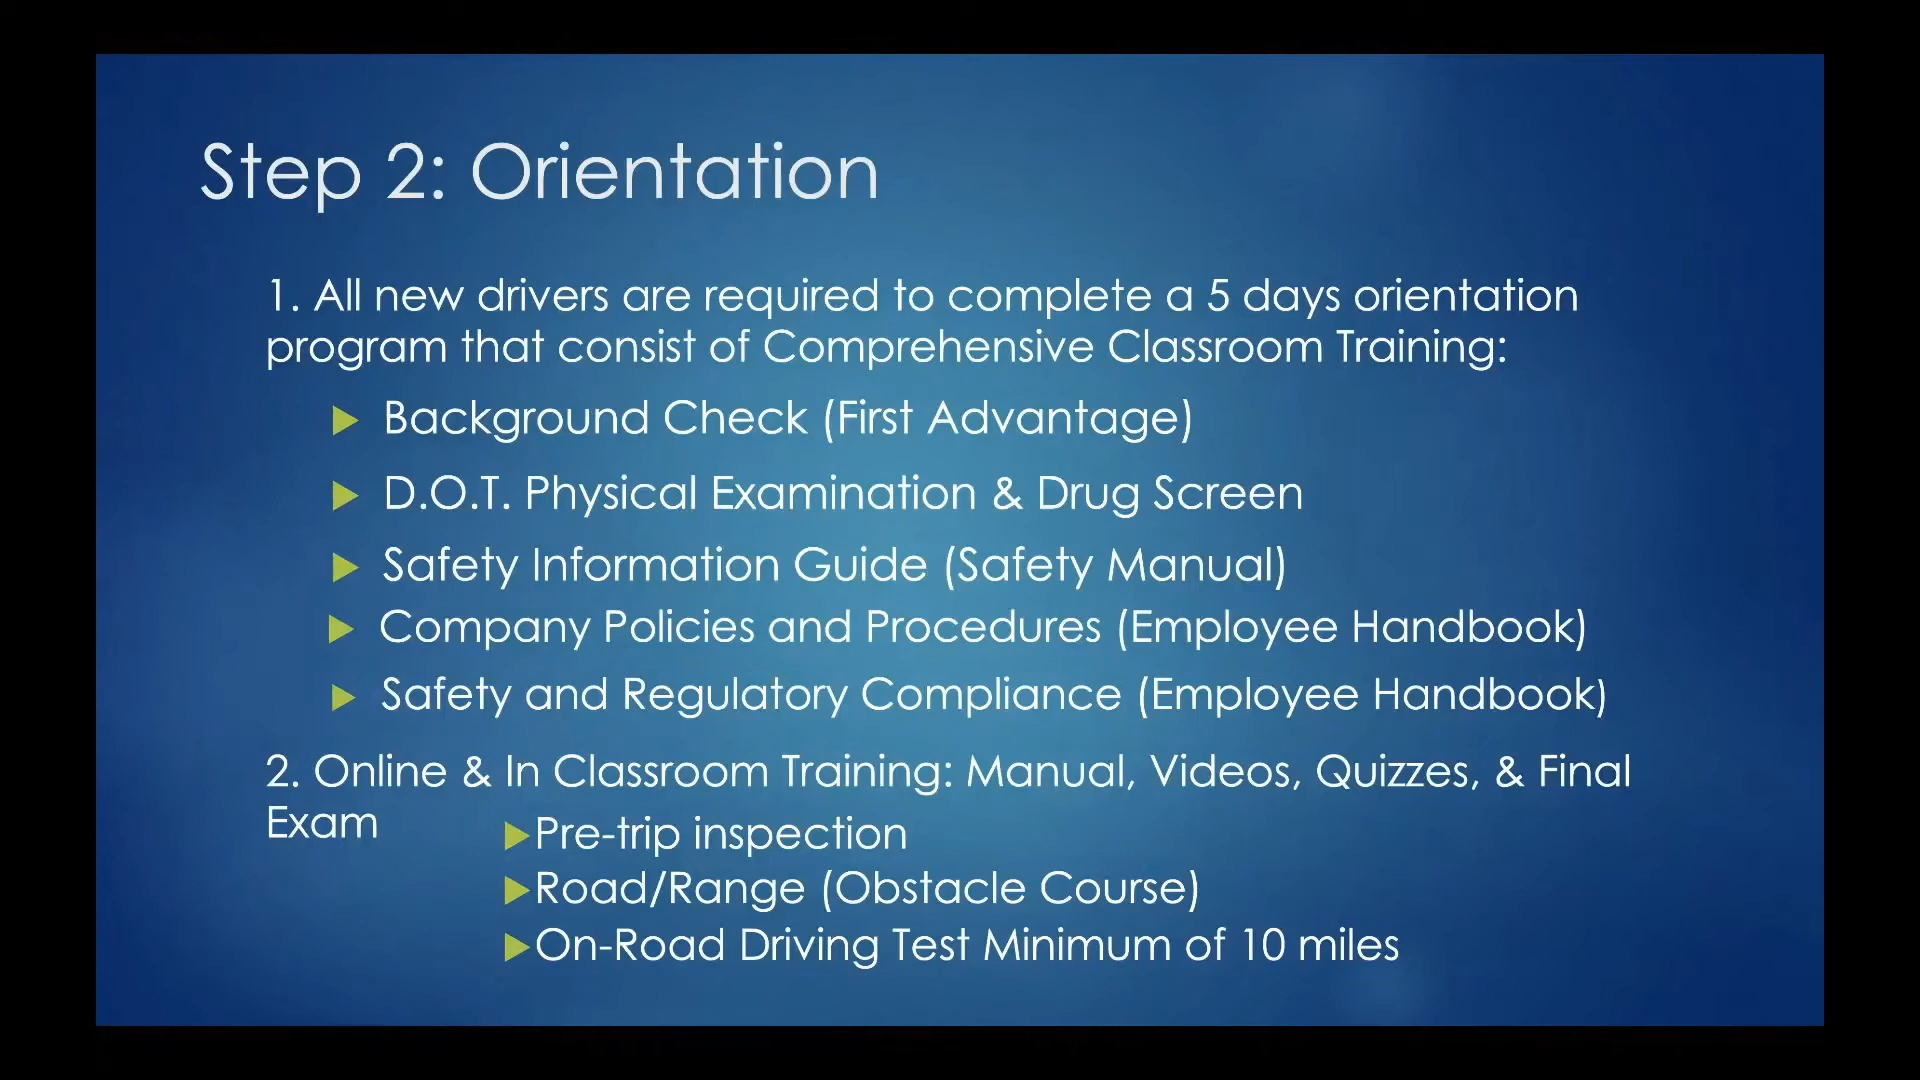 Step 2: Orientation
1. All new drivers are required to complete a 5 days orientation
program that consist of Comprehensive Classroom Training:
Background Check (First Advantage)
D.O.T. Physical Examination & Drug Screen
Safety Information Guide (Safety Manual)
Company Policies and Procedures (Employee Handbook)
Safety and Regulatory Compliance (Employee Handbook)
2. Online & In Classroom Training: Manual, Videos, Quizzes, & Final
Exam
Pre-trip inspection
Road/Range (Obstacle Course)
On-Road Driving Test Minimum of 10 miles